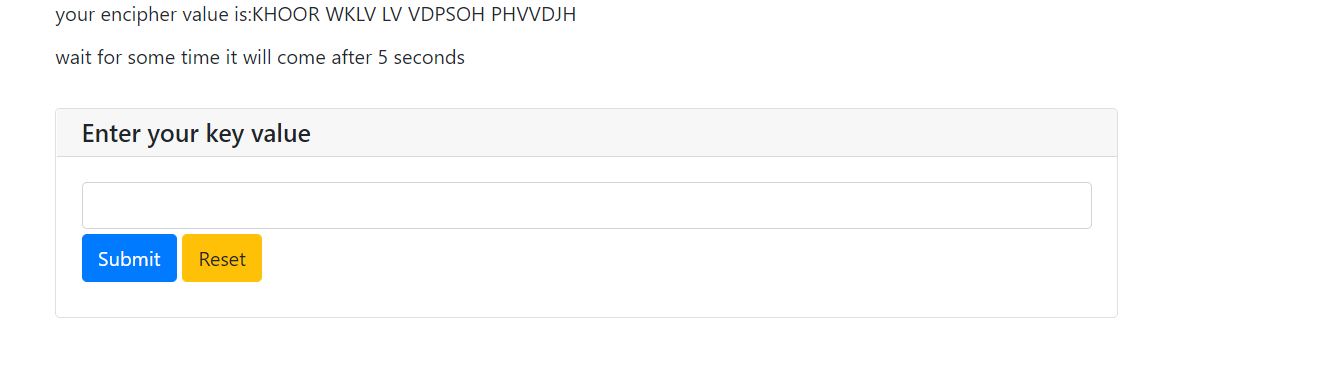 your encipher value is:KHOOR WKLV LV VDPSOH PHVVDJH
wait for some time it will come after 5 seconds
Enter your key value
Submit Reset